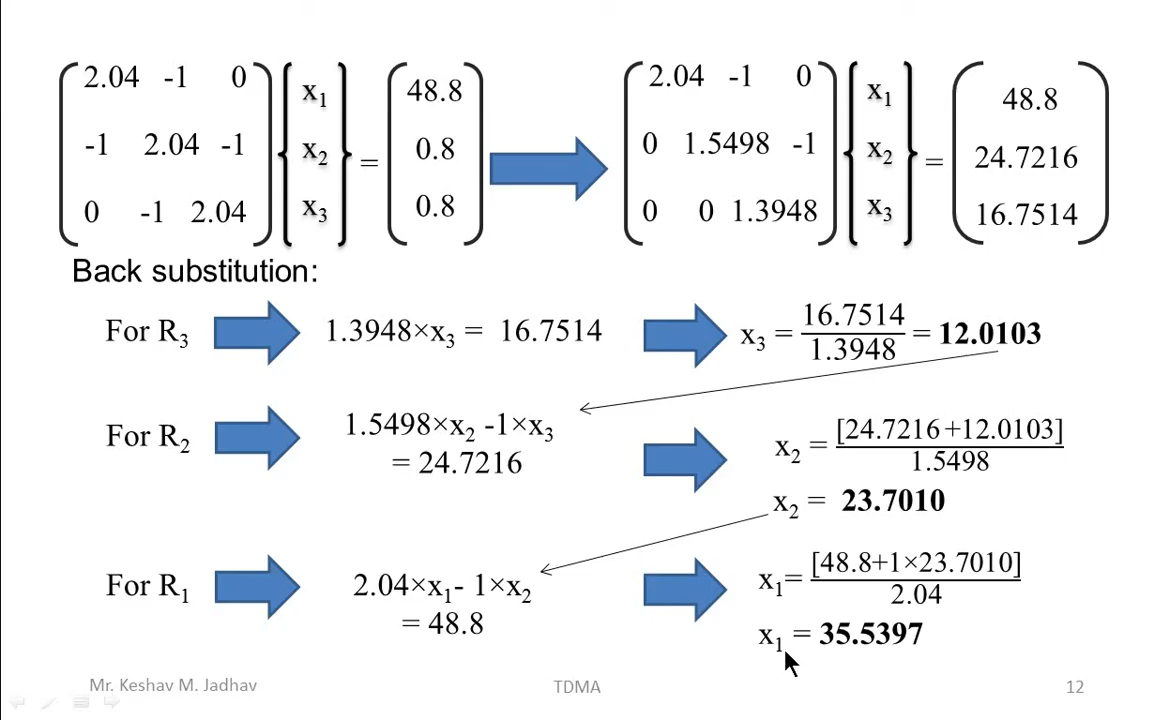 2.04 -1 0 x1 48.8 2.04 -1 0 x1 48.8
-1 2.04 -1 x2 = 0.8 0 1.5498 -1 x2 = 24.7216
0 -1 2.04 x3 0.8 0 0 1.3948 x3 16.7514
Back substitution:
For R3 1.3948×x3 = 16.7514 x3 = 16.7514 / 1.3948 = 12.0103
For R2 1.5498×x2 -1×x3
= 24.7216
x2 = [24.7216+12.0103] / 1.5498
x2 = 23.7010
For R1 2.04×x1- 1×x2
= 48.8
x1= [48.8+1×23.7010] / 2.04
x1 = 35.5397
Mr. Keshav M. Jadhav TDMA 12